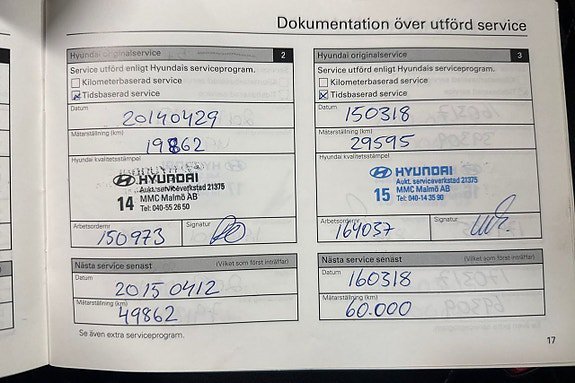 Dokumentation över utförd service
Hyundai originalservice 2
Service utförd enligt Hyundais serviceprogram.
Kilometerbaserad service
Tidsbaserad service
Datum
20140429
Mätarställning (km)
19862
Hyundai kvalitetsstämpel
HYUNDAI
Aukt. serviceverkstad 21375
14 MMC Malmö AB
Tel: 040-55 26 50
Arbetsordernr
150973
Signatur
Nästa service senast (Vilket som först inträffar)
Datum
20150412
Mätarställning (km)
49862
Se även extra serviceprogram.
Hyundai originalservice 3
Service utförd enligt Hyundais serviceprogram.
Kilometerbaserad service
Tidsbaserad service
Datum
150318
Mätarställning (km)
29595
Hyundai kvalitetsstämpel
HYUNDAI
Aukt. serviceverkstad 21375
15 MMC Malmö AB
Tel: 040-14 35 90
Arbetsordernr
164037
Signatur
Nästa service senast (Vilket som först inträffar)
Datum
160318
Mätarställning (km)
60.000
17